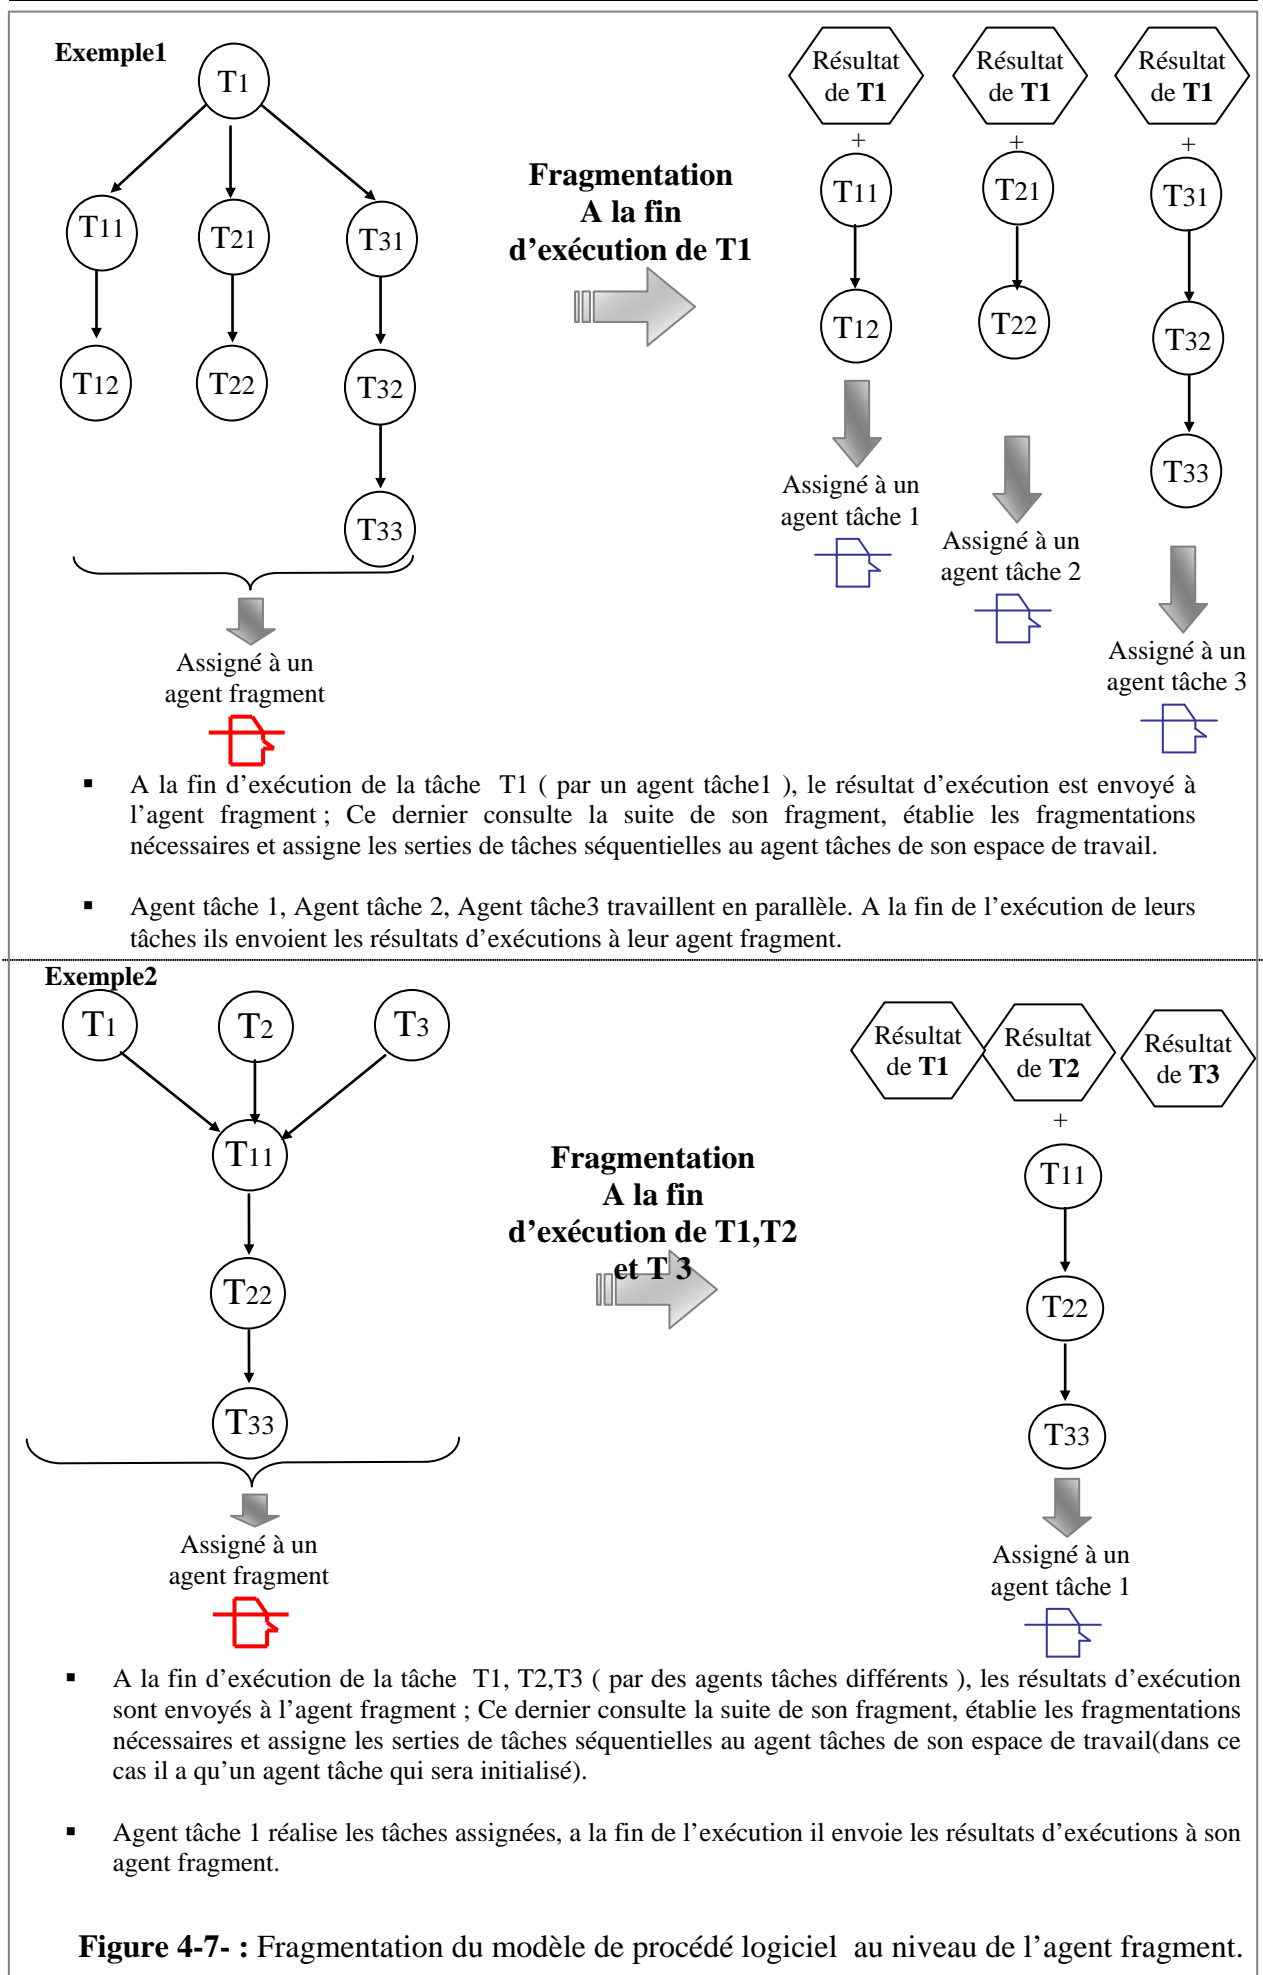 Exemple1
T1
T11
T21
T31
T12
T22
T32
T33
Assigné à un
agent fragment
Fragmentation
A la fin
d'exécution de T1
Résultat
de T1
+
T11
T12
Assigné à un
agent tâche 1
Résultat
de T1
+
T21
T22
Assigné à un
agent tâche 2
Résultat
de T1
+
T31
T32
T33
Assigné à un
agent tâche 3
▪ A la fin d'exécution de la tâche T1 ( par un agent tâche1 ), le résultat d'exécution est envoyé à
l'agent fragment ; Ce dernier consulte la suite de son fragment, établie les fragmentations
nécessaires et assigne les serties de tâches séquentielles au agent tâches de son espace de travail.
▪ Agent tâche 1, Agent tâche 2, Agent tâche3 travaillent en parallèle. A la fin de l'exécution de leurs
tâches ils envoient les résultats d'exécutions à leur agent fragment.
Exemple2
T1
T2
T3
T11
T22
T33
Assigné à un
agent fragment
Fragmentation
A la fin
d'exécution de T1,T2
et T 3
Résultat
de T1
Résultat
de T2
Résultat
de T3
+
T11
T22
T33
Assigné à un
agent tâche 1
▪ A la fin d'exécution de la tâche T1, T2,T3 ( par des agents tâches différents ), les résultats d'exécution
sont envoyés à l'agent fragment ; Ce dernier consulte la suite de son fragment, établie les fragmentations
nécessaires et assigne les serties de tâches séquentielles au agent tâches de son espace de travail(dans ce
cas il a qu'un agent tâche qui sera initialisé).
▪ Agent tâche 1 réalise les tâches assignées, a la fin de l'exécution il envoie les résultats d'exécutions à son
agent fragment.
Figure 4-7- : Fragmentation du modèle de procédé logiciel au niveau de l'agent fragment.